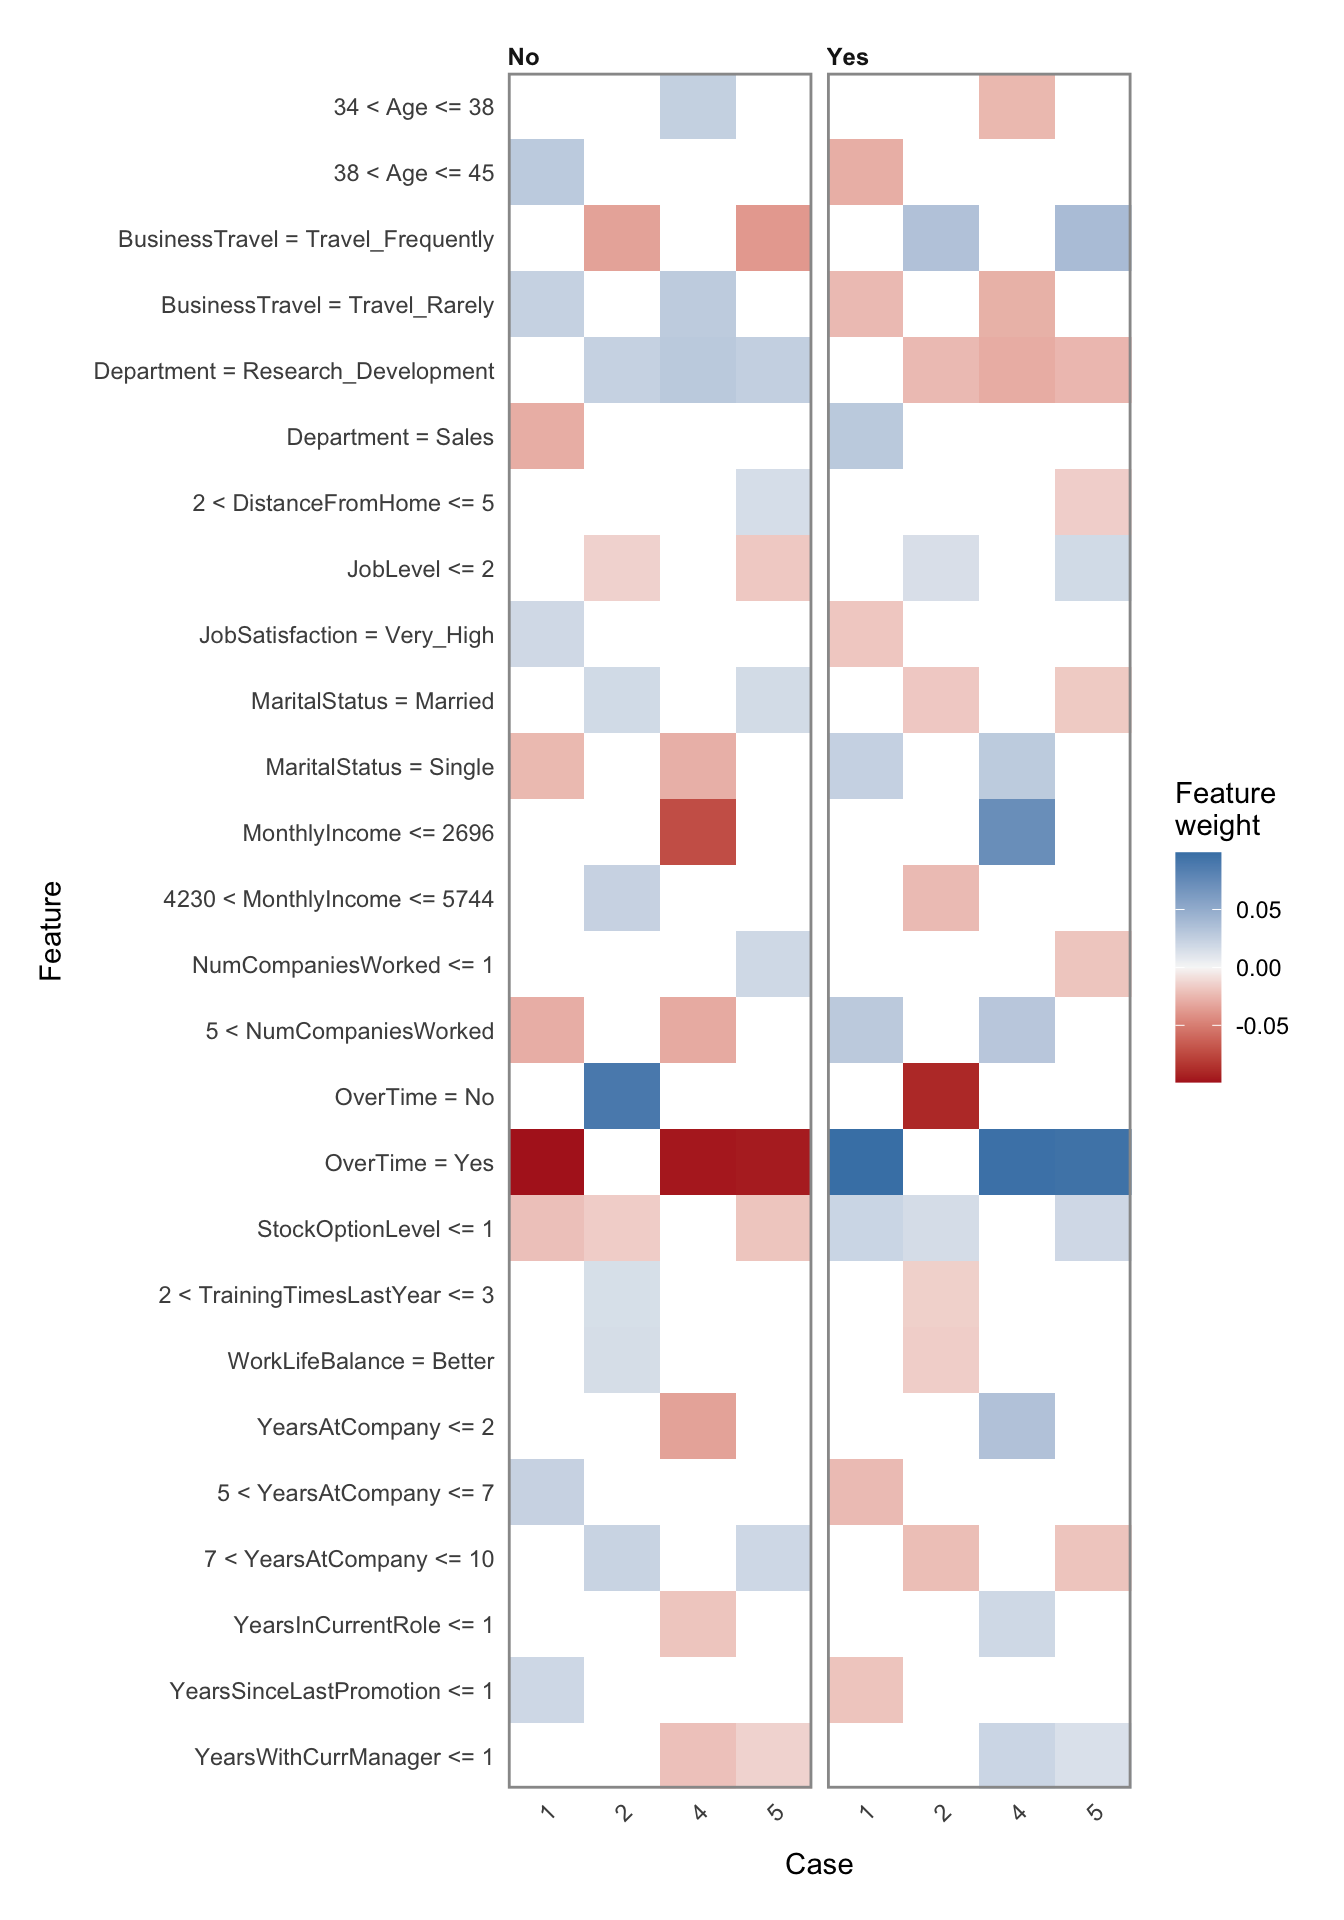 No
Yes
34 < Age <= 38
38 < Age <= 45
BusinessTravel = Travel_Frequently
BusinessTravel = Travel_Rarely
Department = Research_Development
Department = Sales
2 < DistanceFromHome <= 5
JobLevel <= 2
JobSatisfaction = Very_High
MaritalStatus = Married
MaritalStatus = Single
MonthlyIncome <= 2696
4230 < MonthlyIncome <= 5744
NumCompaniesWorked <= 1
5 < NumCompaniesWorked
OverTime = No
OverTime = Yes
StockOptionLevel <= 1
2 < TrainingTimesLastYear <= 3
WorkLifeBalance = Better
YearsAtCompany <= 2
5 < YearsAtCompany <= 7
7 < YearsAtCompany <= 10
YearsInCurrentRole <= 1
YearsSinceLastPromotion <= 1
YearsWithCurrManager <= 1
Feature
1 2 4 5
1 2 4 5
Case
Feature
weight
0.05
0.00
-0.05